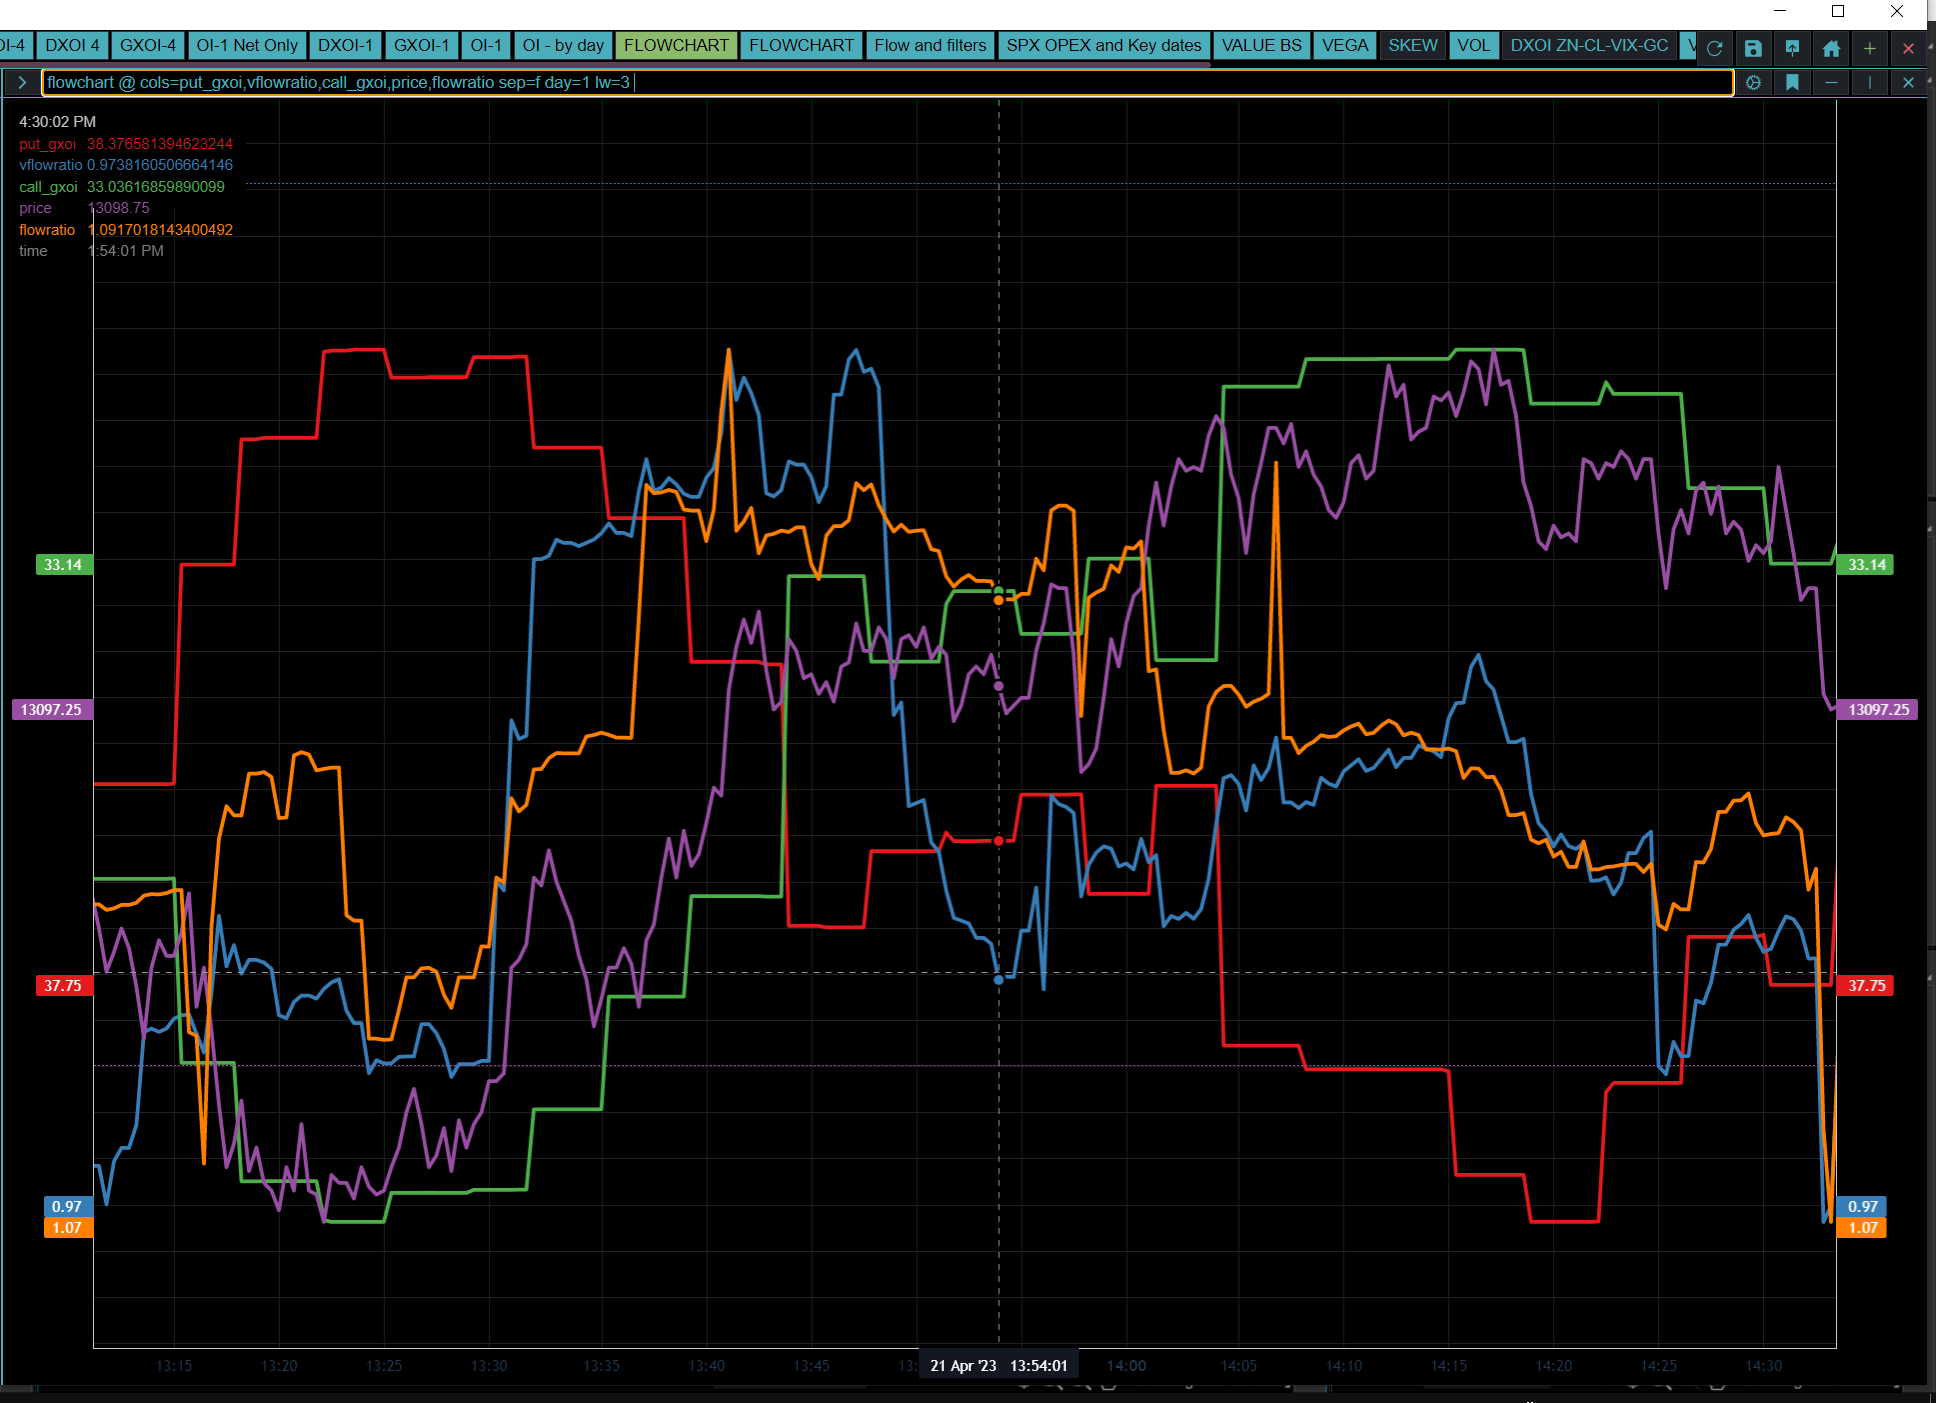 OI-4 DXOI 4 GXOI-4 OI-1 Net Only DXOI-1 GXOI-1 OI-1 OI - by day FLOWCHART FLOWCHART Flow and filters SPX OPEX and Key dates VALUE BS VEGA SKEW VOL DXOI ZN-CL-VIX-GC V
flowchart @ cols=put_gxoi,vflowratio,call_gxoi,price,flowratio sep=f day=1 lw=3
4:30:02 PM
put_gxoi 38.376581394623244
vflowratio 0.9738160506664146
call_gxoi 33.03616859890099
price 13098.75
flowratio 1.0917018143400492
time 1:54:01 PM
33.14 33.14
13097.25 13097.25
37.75 37.75
0.97 0.97
1.07 1.07
13:15 13:20 13:25 13:30 13:35 13:40 13:45 13: 21 Apr '23 13:54:01 14:00 14:05 14:10 14:15 14:20 14:25 14:30